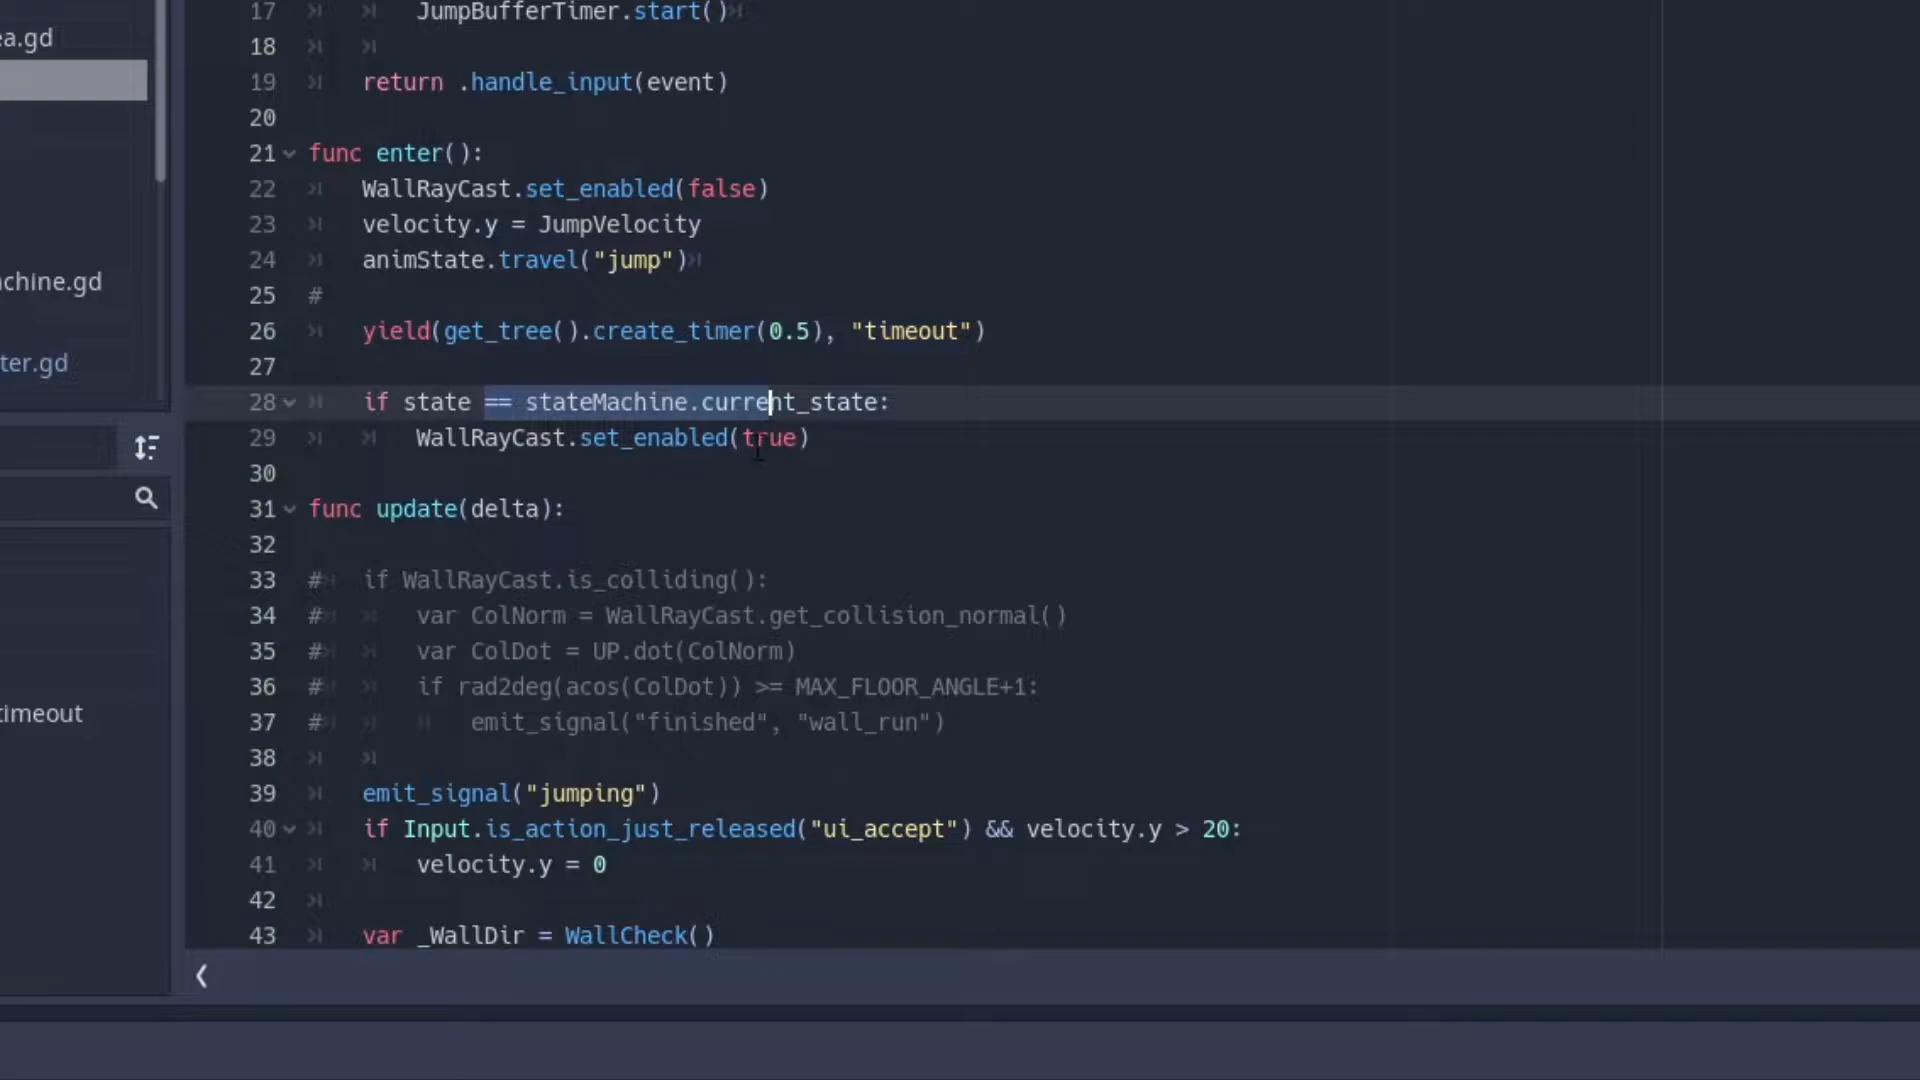 ea.gd
achine.gd
ter.gd
timeout
17 JumpBufferTimer.start()
18
19 return .handle_input(event)
20
21 func enter():
22 WallRayCast.set_enabled(false)
23 velocity.y = JumpVelocity
24 animState.travel("jump")
25 #
26 yield(get_tree().create_timer(0.5), "timeout")
27
28 if state == stateMachine.current_state:
29 WallRayCast.set_enabled(true)
30
31 func update(delta):
32
33 # if WallRayCast.is_colliding():
34 # var ColNorm = WallRayCast.get_collision_normal()
35 # var ColDot = UP.dot(ColNorm)
36 # if rad2deg(acos(ColDot)) >= MAX_FLOOR_ANGLE+1:
37 # emit_signal("finished", "wall_run")
38
39 emit_signal("jumping")
40 if Input.is_action_just_released("ui_accept") && velocity.y > 20:
41 velocity.y = 0
42
43 var _WallDir = WallCheck()